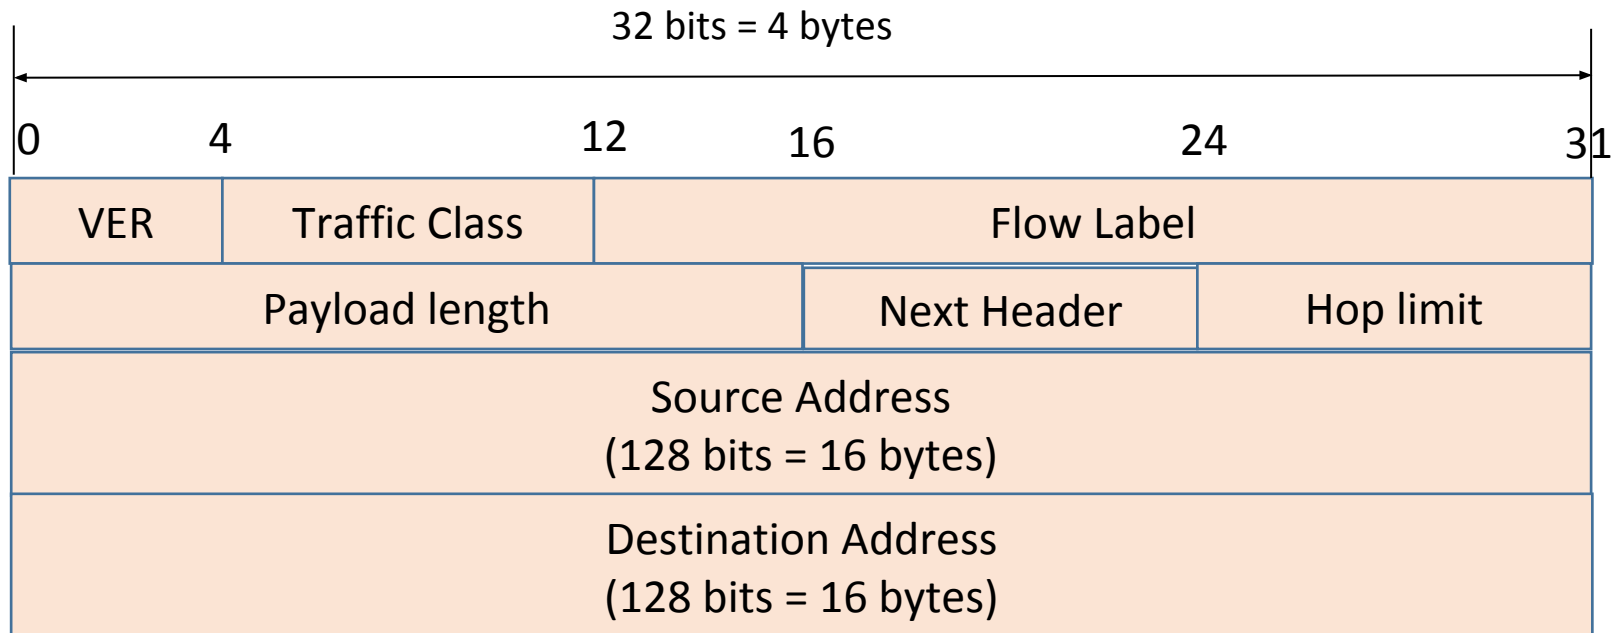 32 bits = 4 bytes
0 4 12 16 24 31
VER Traffic Class Flow Label
Payload length Next Header Hop limit
Source Address
(128 bits = 16 bytes)
Destination Address
(128 bits = 16 bytes)